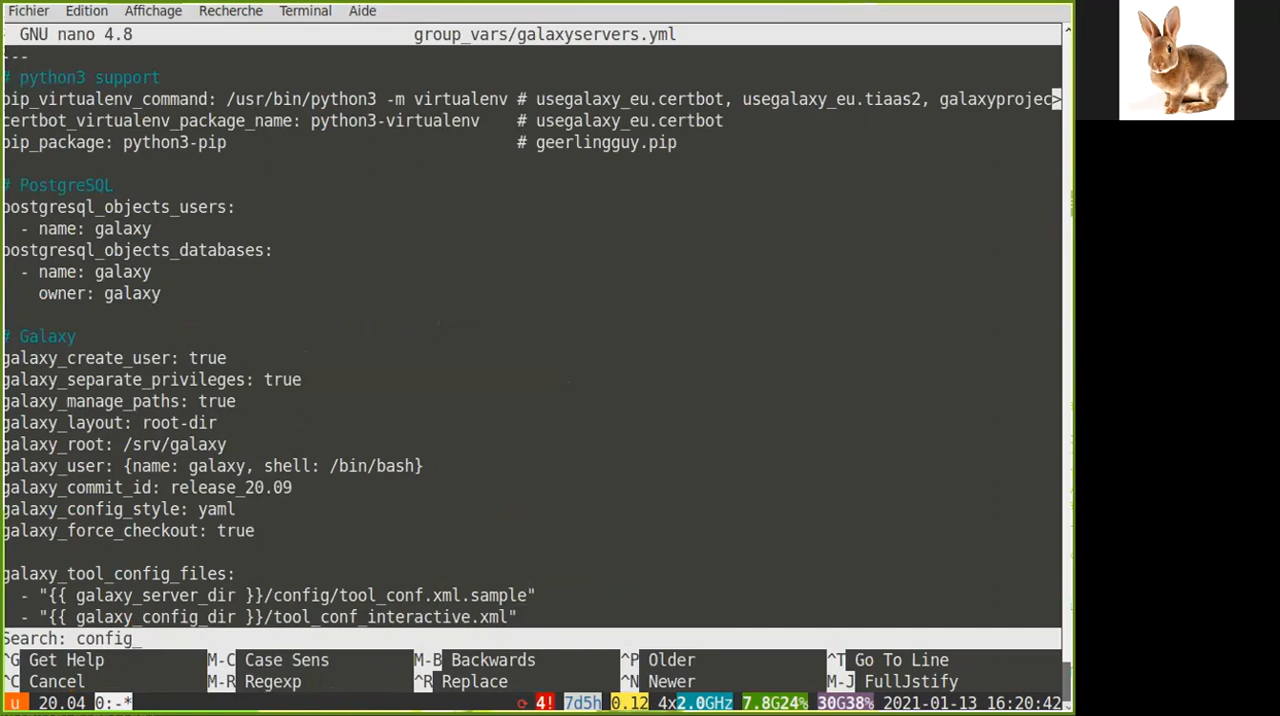 Fichier Edition Affichage Recherche Terminal Aide
GNU nano 4.8 group_vars/galaxyservers.yml
---
# python3 support
pip_virtualenv_command: /usr/bin/python3 -m virtualenv # usegalaxy_eu.certbot, usegalaxy_eu.tiaas2, galaxyprojec>
certbot_virtualenv_package_name: python3-virtualenv # usegalaxy_eu.certbot
pip_package: python3-pip # geerlingguy.pip
# PostgreSQL
postgresql_objects_users:
- name: galaxy
postgresql_objects_databases:
- name: galaxy
owner: galaxy
# Galaxy
galaxy_create_user: true
galaxy_separate_privileges: true
galaxy_manage_paths: true
galaxy_layout: root-dir
galaxy_root: /srv/galaxy
galaxy_user: {name: galaxy, shell: /bin/bash}
galaxy_commit_id: release_20.09
galaxy_config_style: yaml
galaxy_force_checkout: true
galaxy_tool_config_files:
- "{{ galaxy_server_dir }}/config/tool_conf.xml.sample"
- "{{ galaxy_config_dir }}/tool_conf_interactive.xml"
Search: config_
^G Get Help M-C Case Sens M-B Backwards ^P Older ^T Go To Line
^C Cancel M-R Regexp ^R Replace ^N Newer M-J FullJstify
u 20.04 0:-* 4! 7d5h 0.12 4x2.0GHz 7.8G24% 30G38% 2021-01-13 16:20:42